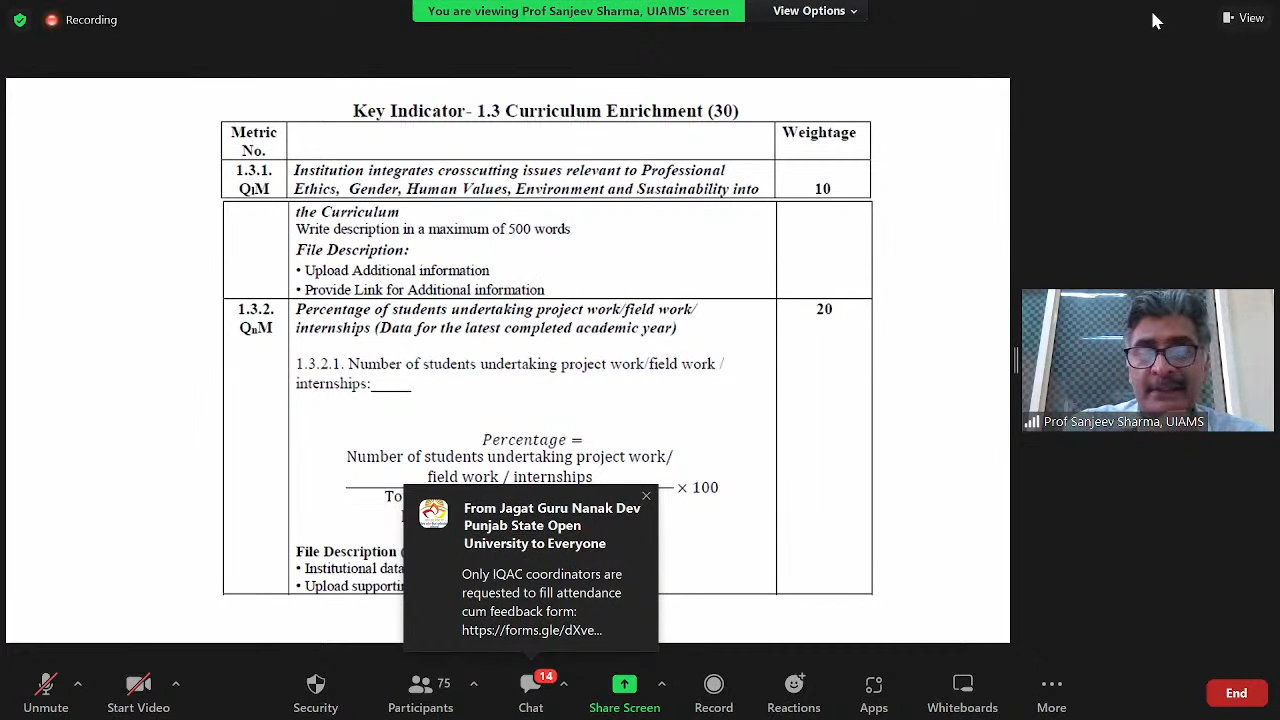 Recording
You are viewing Prof Sanjeev Sharma, UIAMS' screen
View Options
View
Key Indicator- 1.3 Curriculum Enrichment (30)
Metric No.
Weightage
1.3.1.
QlM
Institution integrates crosscutting issues relevant to Professional
Ethics, Gender, Human Values, Environment and Sustainability into
10
the Curriculum
Write description in a maximum of 500 words
File Description:
• Upload Additional information
• Provide Link for Additional information
1.3.2.
QnM
Percentage of students undertaking project work/field work/
internships (Data for the latest completed academic year)
20
1.3.2.1. Number of students undertaking project work/field work /
internships:_____
Percentage =
Number of students undertaking project work/
field work / internships
To
× 100
File Description (
• Institutional data
• Upload supportin
From Jagat Guru Nanak Dev
Punjab State Open
University to Everyone
Only IQAC coordinators are
requested to fill attendance
cum feedback form:
https://forms.gle/dXve...
Prof Sanjeev Sharma, UIAMS
Unmute
Start Video
Security
75
Participants
14
Chat
Share Screen
Record
Reactions
Apps
Whiteboards
More
End